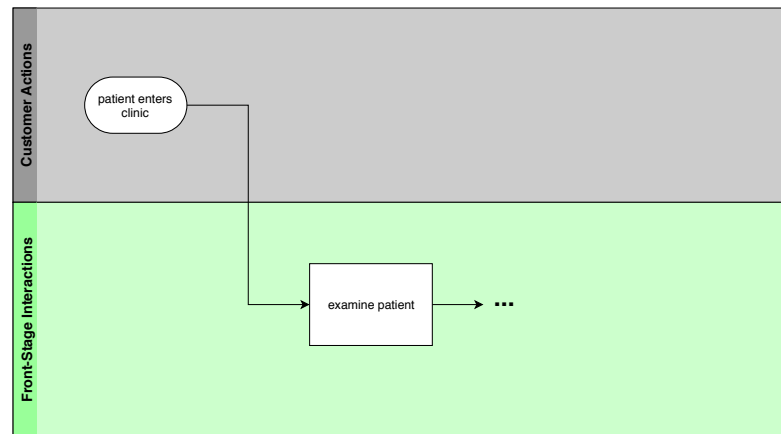 Customer Actions
patient enters
clinic
Front-Stage Interactions
examine patient
...